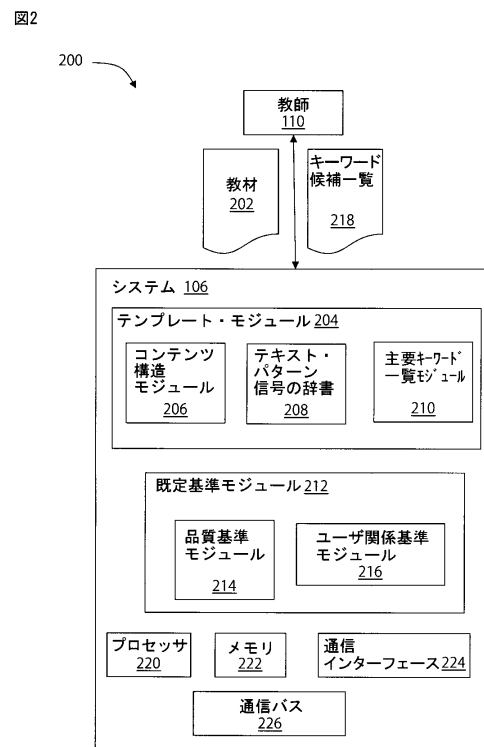 図2
200
教師
110
教材
202
キーワード
候補一覧
218
システム 106
テンプレート・モジュール 204
コンテンツ
構造
モジュール
206
テキスト・
パターン
信号の辞書
208
主要キーワード
一覧モジュール
210
既定基準モジュール 212
品質基準
モジュール
214
ユーザ関係基準
モジュール
216
プロセッサ
220
メモリ
222
通信
インターフェース 224
通信バス
226